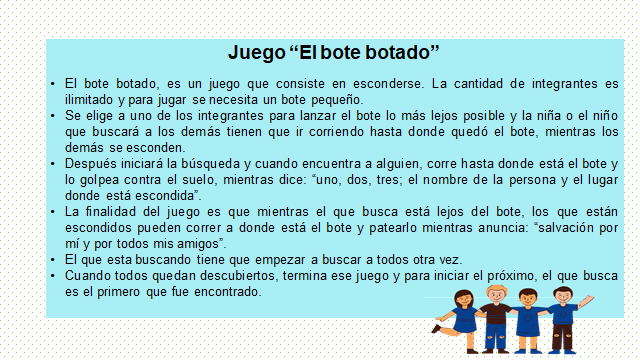 Juego “El bote botado”
• El bote botado, es un juego que consiste en esconderse. La cantidad de integrantes es
ilimitado y para jugar se necesita un bote pequeño.
• Se elige a uno de los integrantes para lanzar el bote lo más lejos posible y la niña o el niño
que buscará a los demás tienen que ir corriendo hasta donde quedó el bote, mientras los
demás se esconden.
• Después iniciará la búsqueda y cuando encuentra a alguien, corre hasta donde está el bote y
lo golpea contra el suelo, mientras dice: “uno, dos, tres; el nombre de la persona y el lugar
donde está escondida”.
• La finalidad del juego es que mientras el que busca está lejos del bote, los que están
escondidos pueden correr a donde está el bote y patearlo mientras anuncia: “salvación por
mí y por todos mis amigos”.
• El que esta buscando tiene que empezar a buscar a todos otra vez.
• Cuando todos quedan descubiertos, termina ese juego y para iniciar el próximo, el que busca
es el primero que fue encontrado.